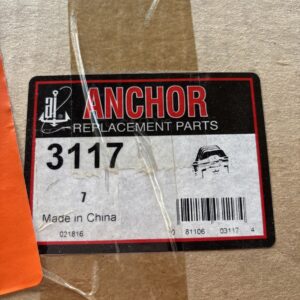 ANCHOR
REPLACEMENT PARTS
3117
7
Made in China
021816
0 81106 03117 4